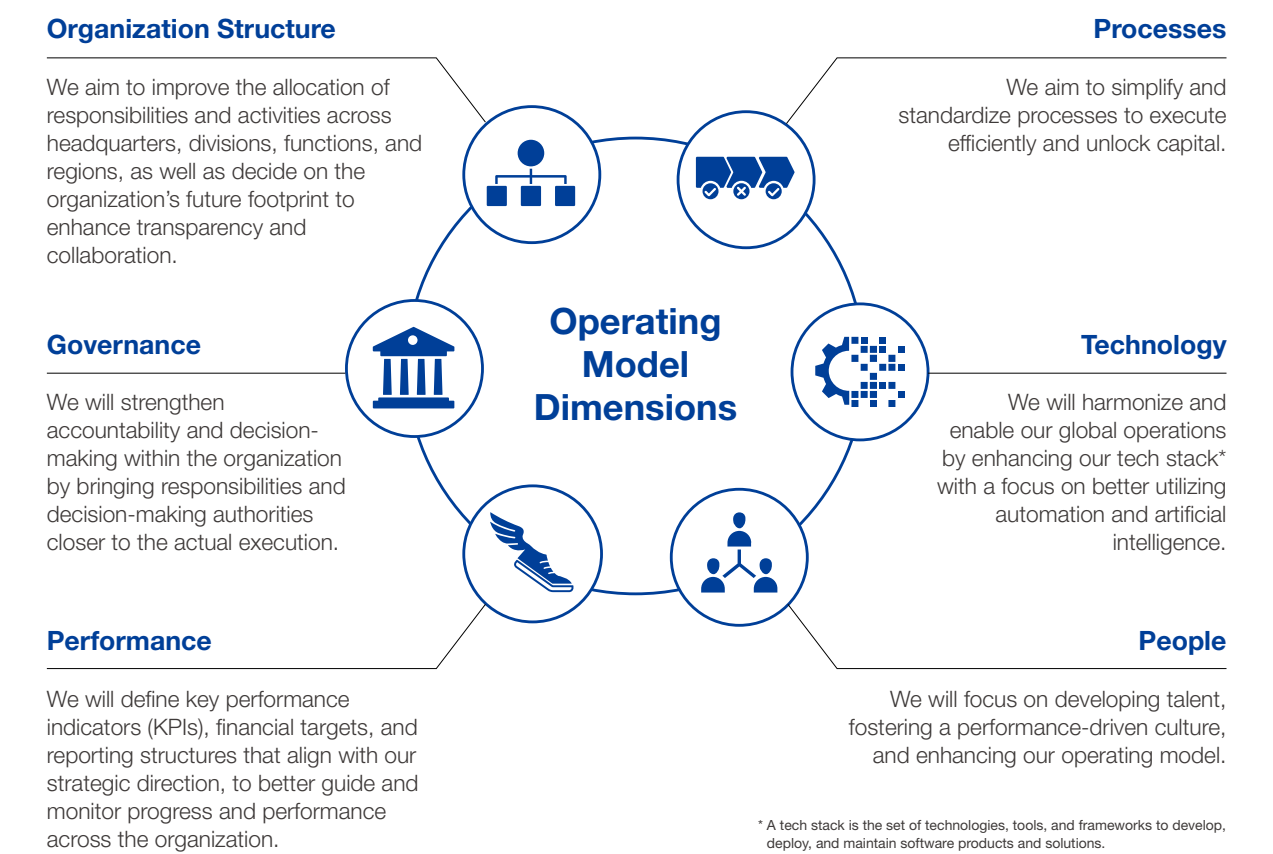 Organization Structure
We aim to improve the allocation of
responsibilities and activities across
headquarters, divisions, functions, and
regions, as well as decide on the
organization’s future footprint to
enhance transparency and
collaboration.
Processes
We aim to simplify and
standardize processes to execute
efficiently and unlock capital.
Operating
Model
Dimensions
Governance
We will strengthen
accountability and decision-
making within the organization
by bringing responsibilities and
decision-making authorities
closer to the actual execution.
Technology
We will harmonize and
enable our global operations
by enhancing our tech stack*
with a focus on better utilizing
automation and artificial
intelligence.
Performance
We will define key performance
indicators (KPIs), financial targets, and
reporting structures that align with our
strategic direction, to better guide and
monitor progress and performance
across the organization.
People
We will focus on developing talent,
fostering a performance-driven culture,
and enhancing our operating model.
* A tech stack is the set of technologies, tools, and frameworks to develop,
deploy, and maintain software products and solutions.